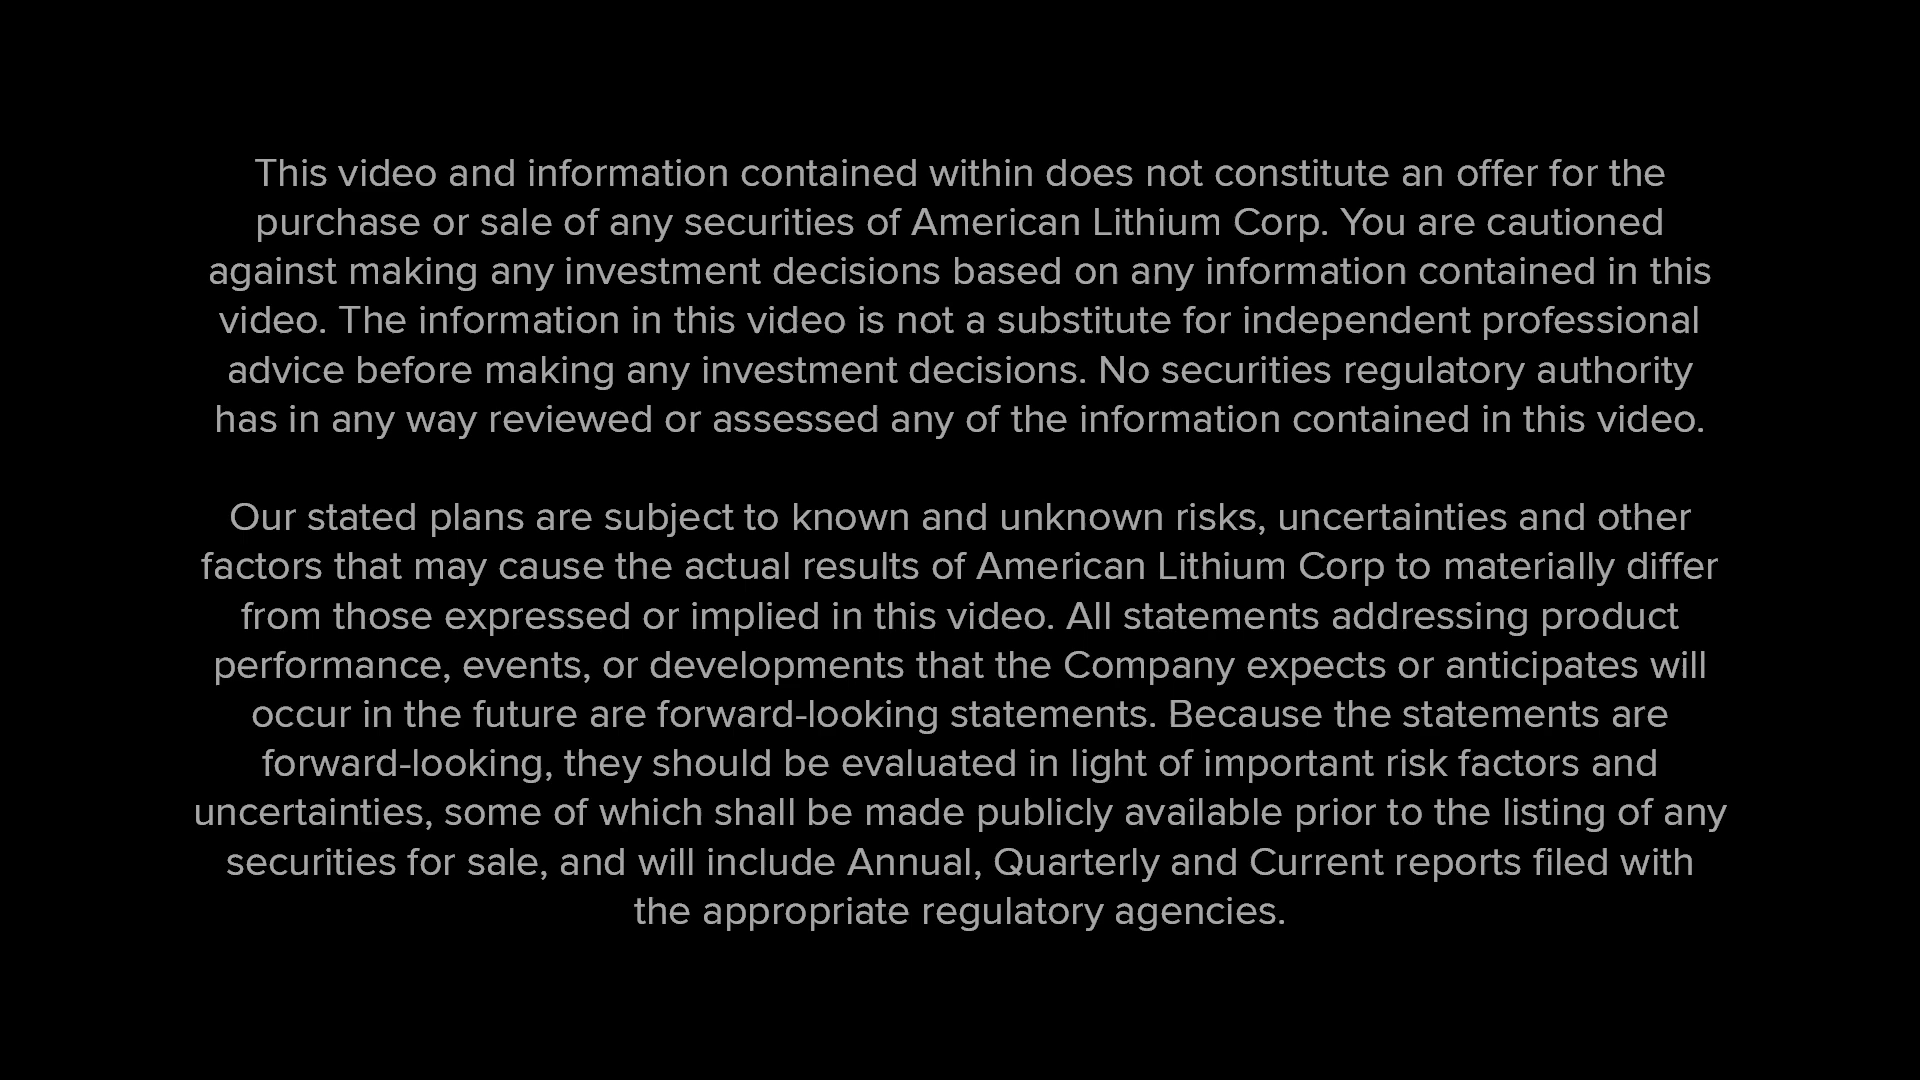 This video and information contained within does not constitute an offer for the
purchase or sale of any securities of American Lithium Corp. You are cautioned
against making any investment decisions based on any information contained in this
video. The information in this video is not a substitute for independent professional
advice before making any investment decisions. No securities regulatory authority
has in any way reviewed or assessed any of the information contained in this video.
Our stated plans are subject to known and unknown risks, uncertainties and other
factors that may cause the actual results of American Lithium Corp to materially differ
from those expressed or implied in this video. All statements addressing product
performance, events, or developments that the Company expects or anticipates will
occur in the future are forward-looking statements. Because the statements are
forward-looking, they should be evaluated in light of important risk factors and
uncertainties, some of which shall be made publicly available prior to the listing of any
securities for sale, and will include Annual, Quarterly and Current reports filed with
the appropriate regulatory agencies.